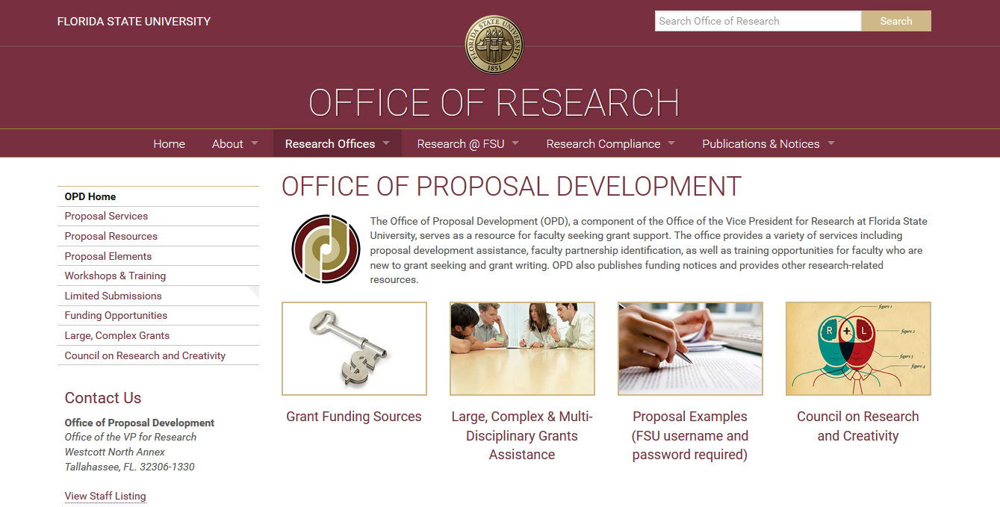 FLORIDA STATE UNIVERSITY
Search Office of Research
Search
FLORIDA STATE UNIVERSITY
1851
OFFICE OF RESEARCH
Home
About
Research Offices
Research @ FSU
Research Compliance
Publications & Notices
OPD Home
Proposal Services
Proposal Resources
Proposal Elements
Workshops & Training
Limited Submissions
Funding Opportunities
Large, Complex Grants
Council on Research and Creativity
Contact Us
Office of Proposal Development
Office of the VP for Research
Westcott North Annex
Tallahassee, FL. 32306-1330
View Staff Listing
OFFICE OF PROPOSAL DEVELOPMENT
The Office of Proposal Development (OPD), a component of the Office of the Vice President for Research at Florida State
University, serves as a resource for faculty seeking grant support. The office provides a variety of services including
proposal development assistance, faculty partnership identification, as well as training opportunities for faculty who are
new to grant seeking and grant writing. OPD also publishes funding notices and provides other research-related
resources.
Grant Funding Sources
Large, Complex & Multi-
Disciplinary Grants
Assistance
Proposal Examples
(FSU username and
password required)
figure 1
R + L
figure 2
figure 3
figure 4
Council on Research
and Creativity